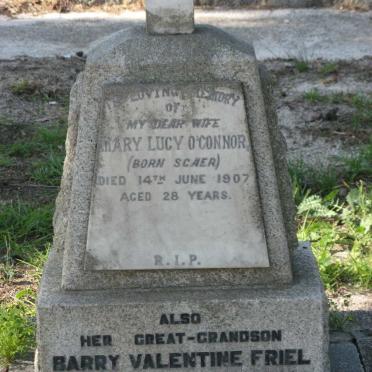 IN LOVING MEMORY
OF
MY DEAR WIFE
MARY LUCY O'CONNOR
(BORN SCAER)
DIED 14TH JUNE 1907
AGED 28 YEARS.
R.I.P.
ALSO
HER GREAT-GRANDSON
BARRY VALENTINE FRIEL